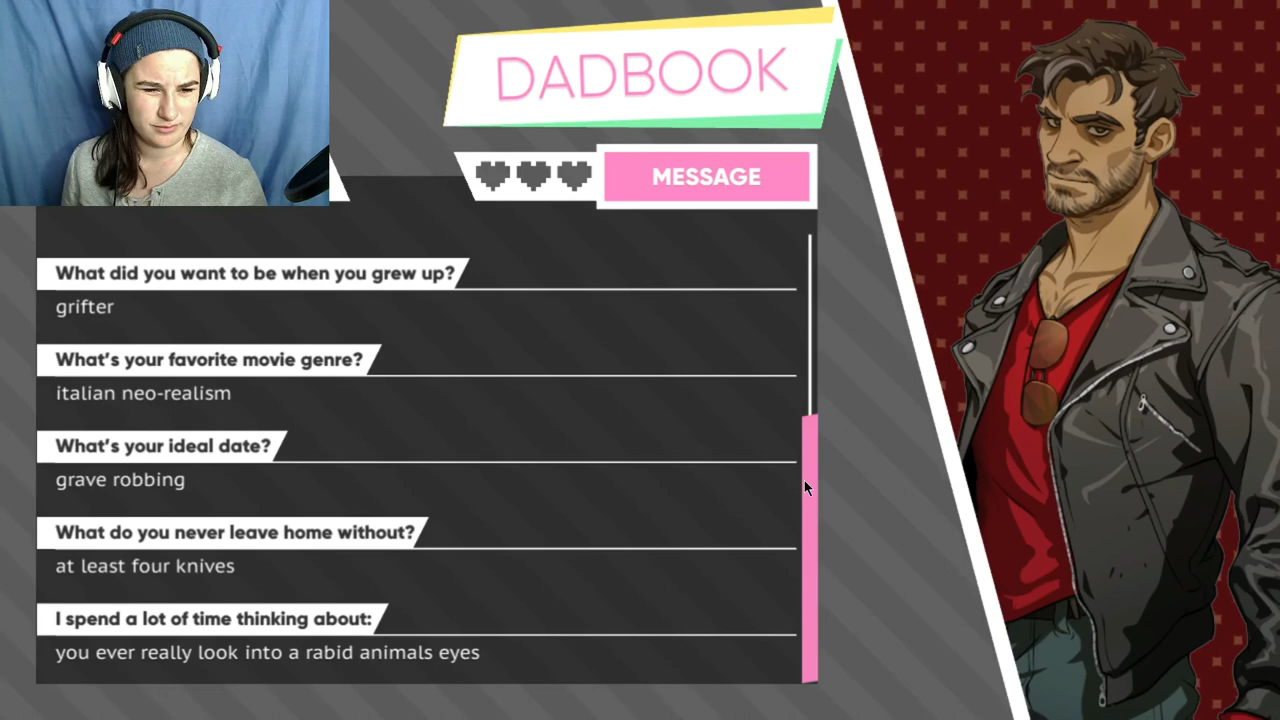 DADBOOK
MESSAGE
What did you want to be when you grew up?
grifter
What's your favorite movie genre?
italian neo-realism
What's your ideal date?
grave robbing
What do you never leave home without?
at least four knives
I spend a lot of time thinking about:
you ever really look into a rabid animals eyes